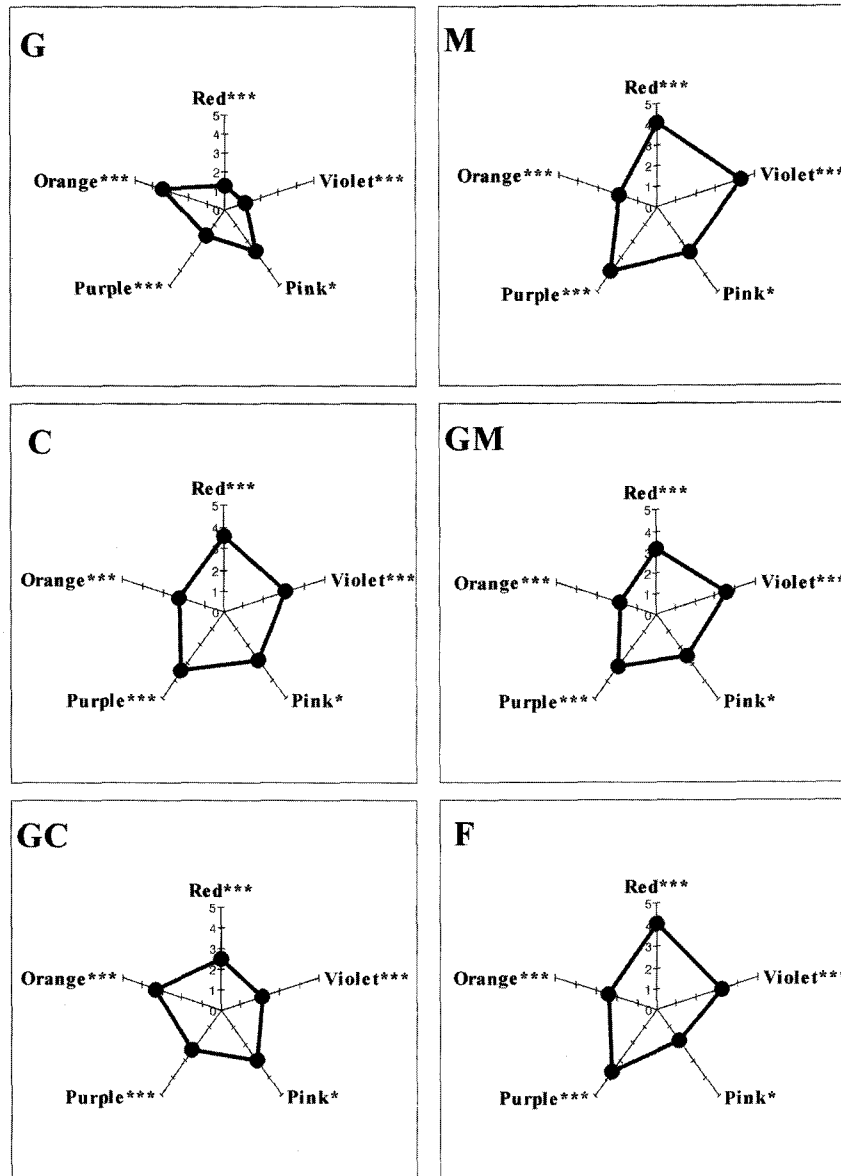 G
Red***
5
4
3
2
1
0
Orange***
Violet***
Purple***
Pink*
M
Red***
5
4
3
2
1
0
Orange***
Violet***
Purple***
Pink*
C
Red***
5
4
3
2
1
0
Orange***
Violet***
Purple***
Pink*
GM
Red***
5
4
3
2
1
0
Orange***
Violet***
Purple***
Pink*
GC
Red***
5
4
3
2
1
0
Orange***
Violet***
Purple***
Pink*
F
Red***
5
4
3
2
1
0
Orange***
Violet***
Purple***
Pink*